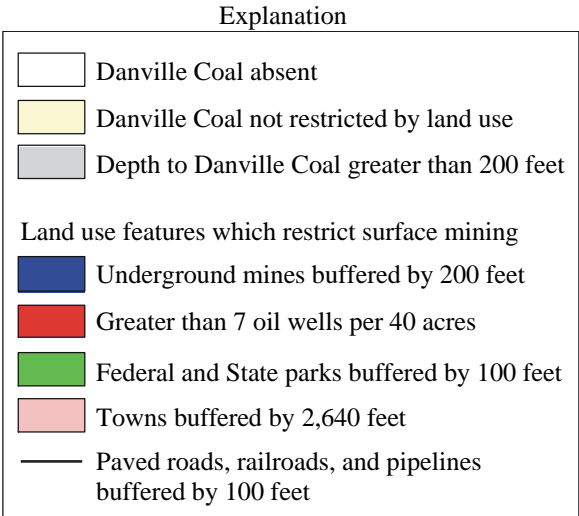 Explanation
Danville Coal absent
Danville Coal not restricted by land use
Depth to Danville Coal greater than 200 feet
Land use features which restrict surface mining
Underground mines buffered by 200 feet
Greater than 7 oil wells per 40 acres
Federal and State parks buffered by 100 feet
Towns buffered by 2,640 feet
Paved roads, railroads, and pipelines
buffered by 100 feet